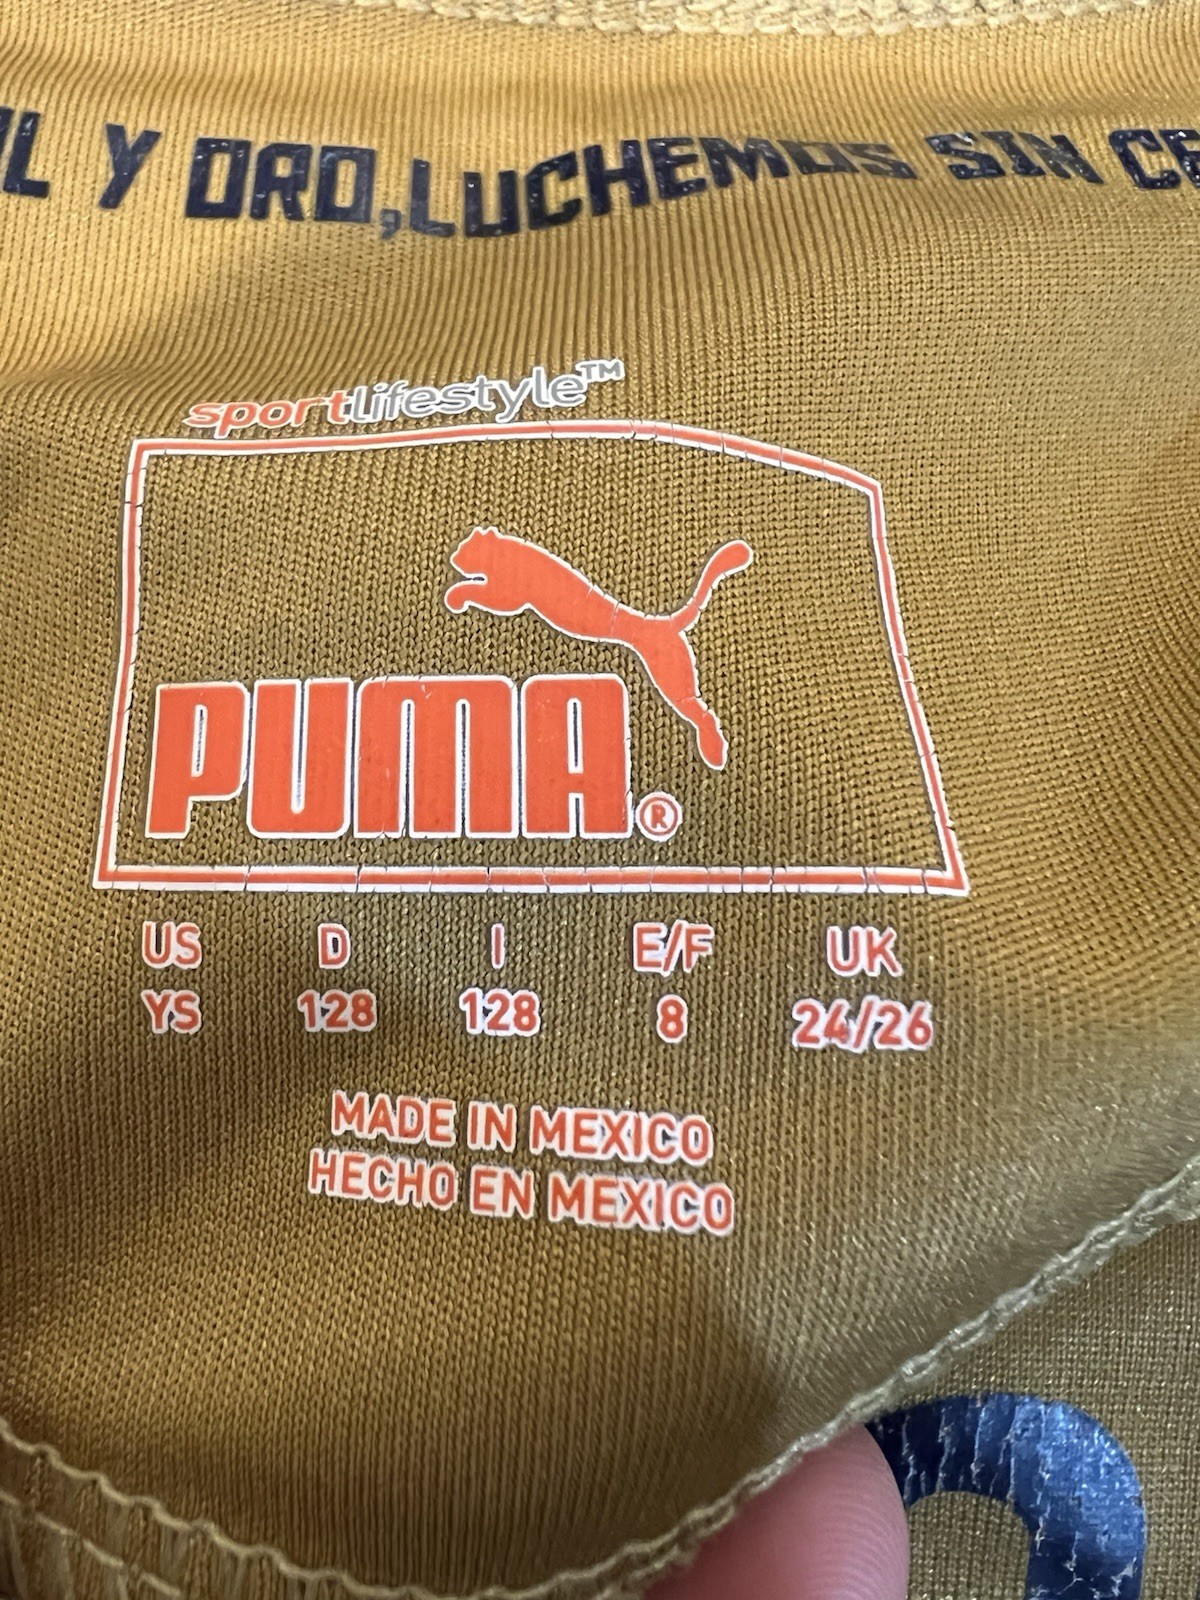 Y ORO, LUCHEMOS SIN
sportlifestyle™
PUMA®
US D I E/F UK
YS 128 128 8 24/26
MADE IN MEXICO
HECHO EN MEXICO